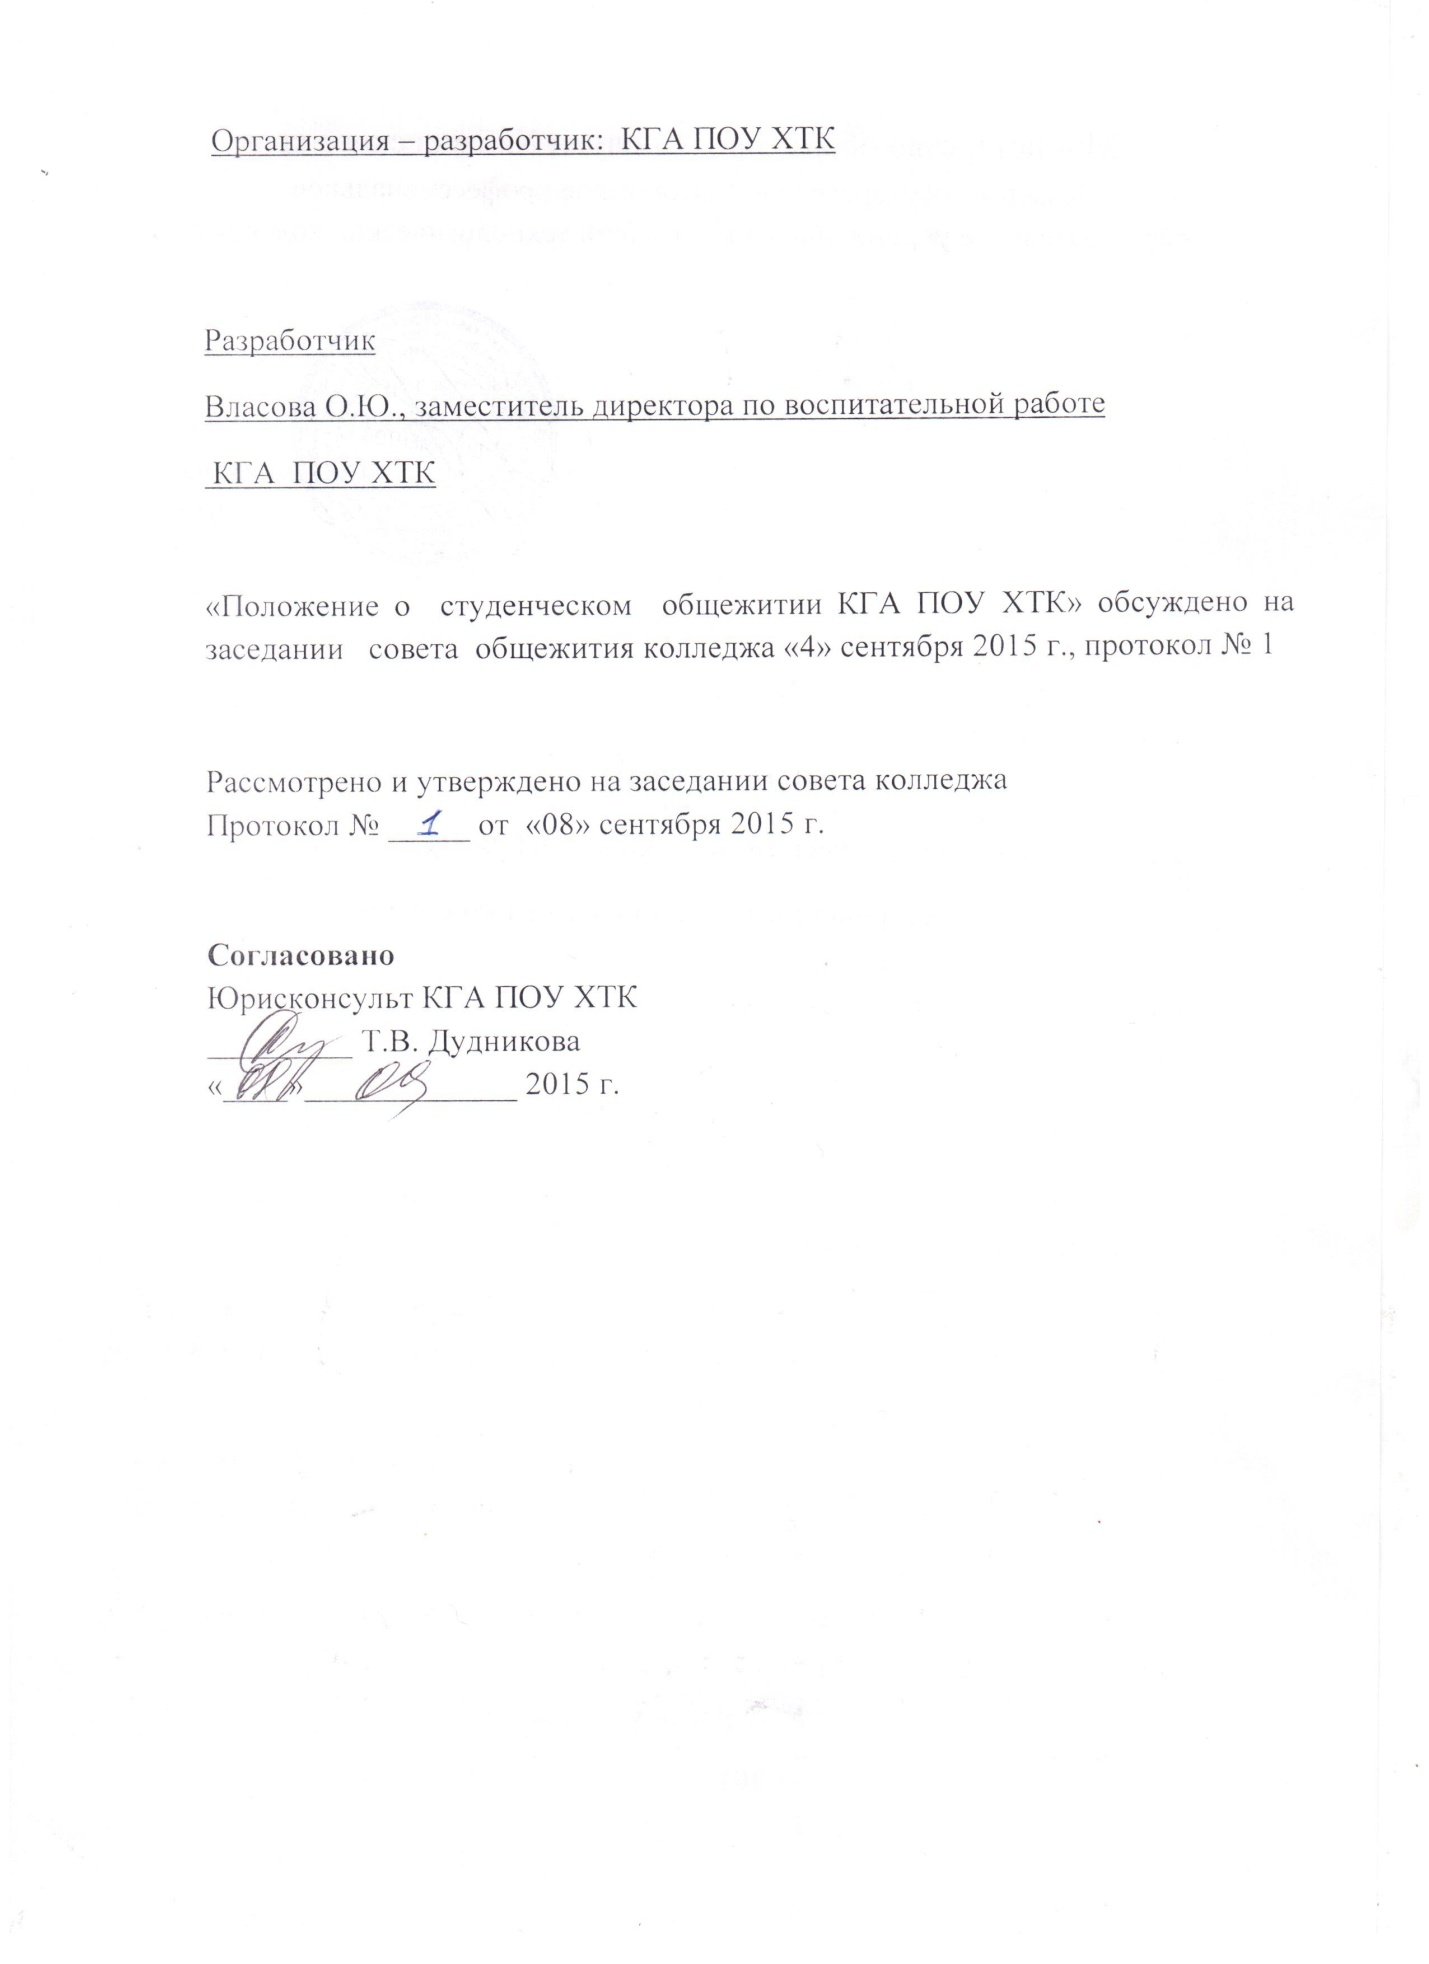 Организация – разработчик: КГА ПОУ ХТК
Разработчик
Власова О.Ю., заместитель директора по воспитательной работе
КГА ПОУ ХТК
«Положение о студенческом общежитии КГА ПОУ ХТК» обсуждено на
заседании совета общежития колледжа «4» сентября 2015 г., протокол № 1
Рассмотрено и утверждено на заседании совета колледжа
Протокол № 1 от «08» сентября 2015 г.
Согласовано
Юрисконсульт КГА ПОУ ХТК
Т.В. Дудникова
« » 09 2015 г.